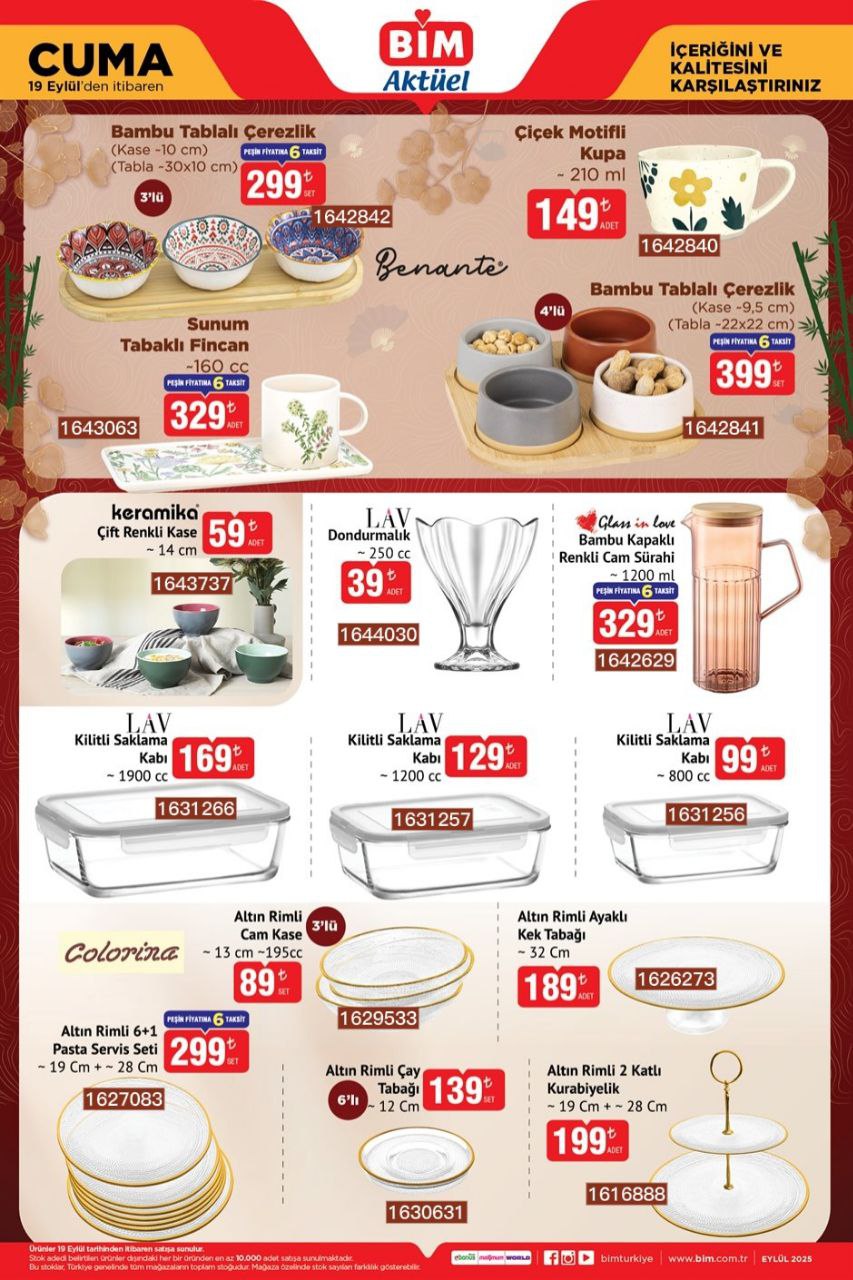 CUMA
19 Eylül'den itibaren
BİM
Aktüel
İÇERİĞİNİ VE
KALİTESİNİ
KARŞILAŞTIRINIZ
Bambu Tablalı Çerezlik
(Kase ~10 cm)
(Tabla ~30x10 cm)
PEŞİN FİYATINA 6 TAKSİT
299₺
SET
3'lü
1642842
Çiçek Motifli
Kupa
~ 210 ml
149₺
ADET
1642840
Benante
Sunum
Tabaklı Fincan
~160 cc
PEŞİN FİYATINA 6 TAKSİT
329₺
ADET
1643063
Bambu Tablalı Çerezlik
(Kase ~9,5 cm)
(Tabla ~22x22 cm)
4'lü
PEŞİN FİYATINA 6 TAKSİT
399₺
SET
1642841
keramika
Çift Renkli Kase
~ 14 cm
59₺
ADET
1643737
LAV
Dondurmalık
~ 250 cc
39₺
ADET
1644030
Glass in love
Bambu Kapaklı
Renkli Cam Sürahi
~ 1200 ml
PEŞİN FİYATINA 6 TAKSİT
329₺
ADET
1642629
LAV
Kilitli Saklama
Kabı
~ 1900 cc
169₺
ADET
1631266
LAV
Kilitli Saklama
Kabı
~ 1200 cc
129₺
ADET
1631257
LAV
Kilitli Saklama
Kabı
~ 800 cc
99₺
ADET
1631256
Colorina
Altın Rimli
Cam Kase
~ 13 cm ~195cc
3'lü
89₺
SET
1629533
Altın Rimli Ayaklı
Kek Tabağı
~ 32 Cm
189₺
ADET
1626273
Altın Rimli 6+1
Pasta Servis Seti
~ 19 Cm + ~ 28 Cm
PEŞİN FİYATINA 6 TAKSİT
299₺
SET
1627083
Altın Rimli Çay
Tabağı
~ 12 Cm
6'lı
139₺
SET
1630631
Altın Rimli 2 Katlı
Kurabiyelik
~ 19 Cm + ~ 28 Cm
199₺
ADET
1616888
Ürünler 19 Eylül tarihinden itibaren satışa sunulur.
Stok adedi belirtilen ürünler dışındaki her bir üründen en az 10.000 adet satışa sunulmaktadır.
Bu stoklar, Türkiye genelinde tüm mağazaların toplam stoğudur. Mağaza özelinde stok sayıları farklılık gösterebilir.
bonus maximum WORLD
bimturkiye
www.bim.com.tr
EYLÜL 2025